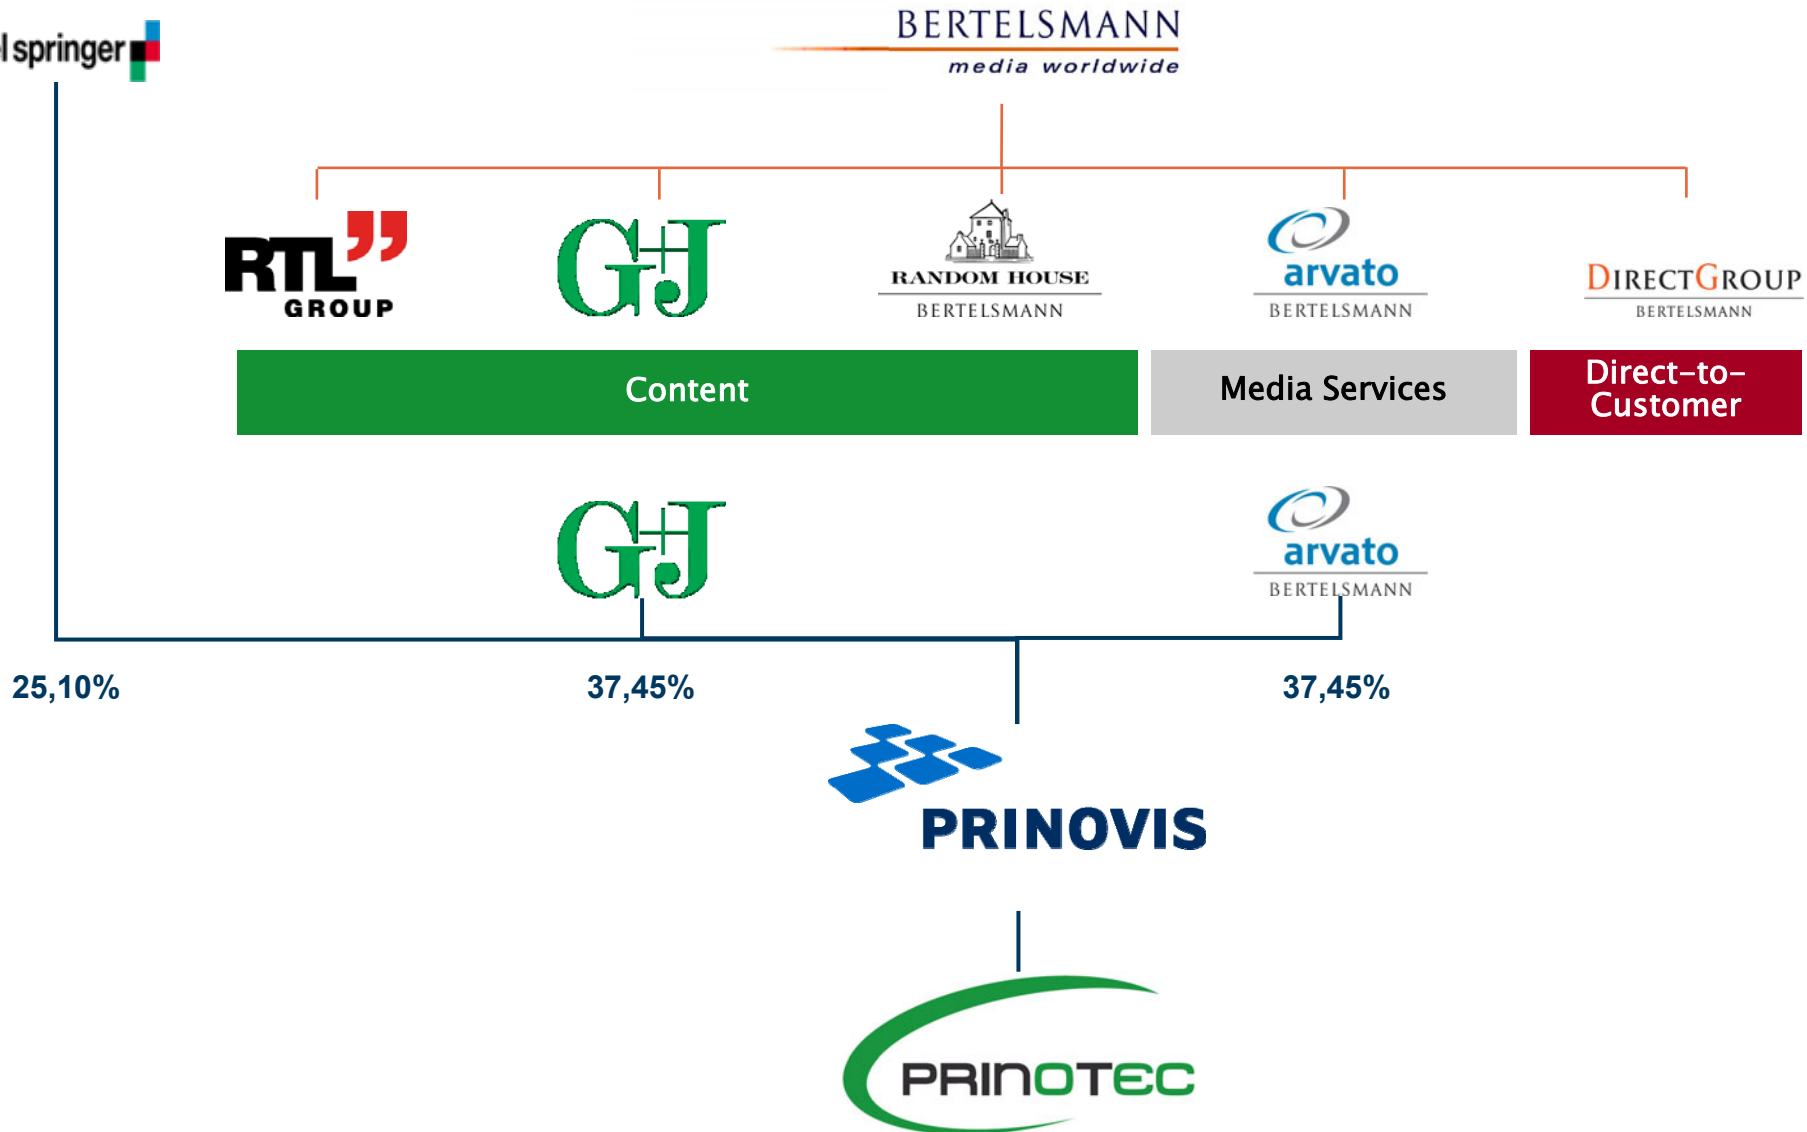 l springer
BERTELSMANN
media worldwide
RTL
GROUP
G+J
RANDOM HOUSE
BERTELSMANN
arvato
BERTELSMANN
DIRECTGROUP
BERTELSMANN
Content
Media Services
Direct-to-
Customer
G+J
arvato
BERTELSMANN
25,10%
37,45%
37,45%
PRINOVIS
PRINOTEC